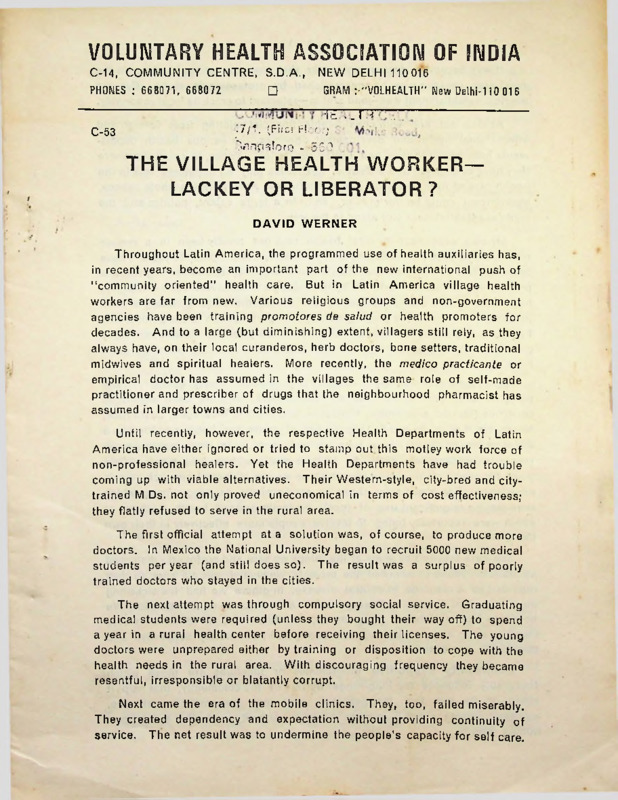 VOLUNTARY HEALTH ASSOCIATION OF INDIA
C-14, COMMUNITY CENTRE, S.D.A., NEW DELHI 110 016
PHONES : 668071, 668072 GRAM :-"VOLHEALTH" New Delhi-110 016
COMMUNITY HEALTH CELL
47/1, (First Floor) St. Marks Road,
Bangalore - 560 001.
C-53
THE VILLAGE HEALTH WORKER—
LACKEY OR LIBERATOR ?
DAVID WERNER
Throughout Latin America, the programmed use of health auxiliaries has,
in recent years, become an important part of the new international push of
"community oriented" health care. But in Latin America village health
workers are far from new. Various religious groups and non-government
agencies have been training promotores de salud or health promoters for
decades. And to a large (but diminishing) extent, villagers still rely, as they
always have, on their local curanderos, herb doctors, bone setters, traditional
midwives and spiritual healers. More recently, the medico practicante or
empirical doctor has assumed in the villages the same role of self-made
practitioner and prescriber of drugs that the neighbourhood pharmacist has
assumed in larger towns and cities.
Until recently, however, the respective Health Departments of Latin
America have either ignored or tried to stamp out this motley work force of
non-professional healers. Yet the Health Departments have had trouble
coming up with viable alternatives. Their Western-style, city-bred and city-
trained M Ds. not only proved uneconomical in terms of cost effectiveness;
they flatly refused to serve in the rural area.
The first official attempt at a solution was, of course, to produce more
doctors. In Mexico the National University began to recruit 5000 new medical
students per year (and still does so). The result was a surplus of poorly
trained doctors who stayed in the cities.
The next attempt was through compulsory social service. Graduating
medical students were required (unless they bought their way off) to spend
a year in a rural health center before receiving their licenses. The young
doctors were unprepared either by training or disposition to cope with the
health needs in the rural area. With discouraging frequency they became
resentful, irresponsible or blatantly corrupt.
Next came the era of the mobile clinics. They, too, failed miserably.
They created dependency and expectation without providing continuity of
service. The net result was to undermine the people's capacity for self care.